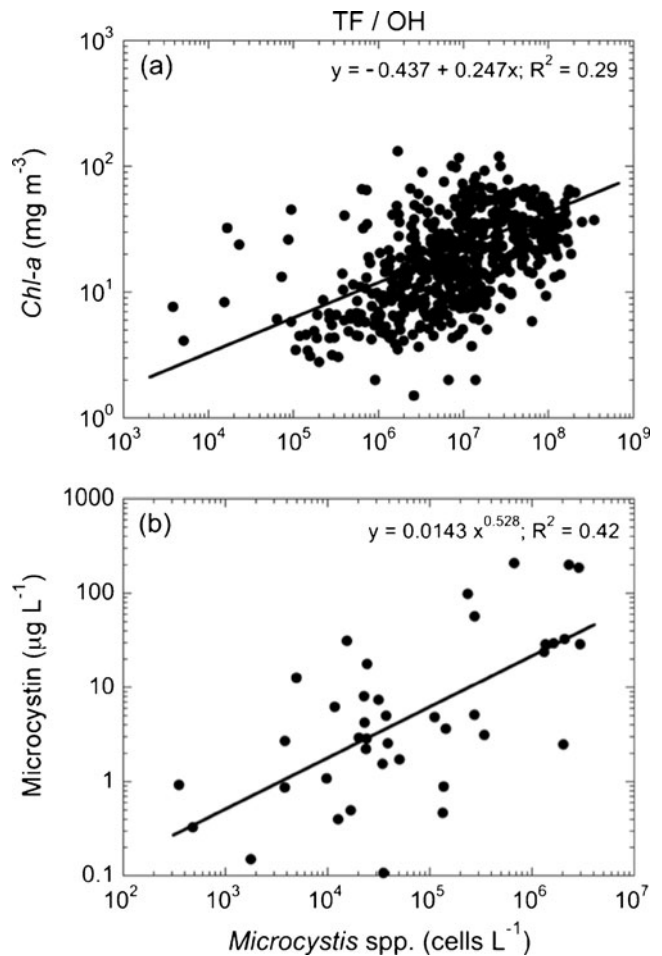 TF / OH
(a)
y = -0.437 + 0.247x; R² = 0.29
Chl-a (mg m⁻³)
10³
10²
10¹
10⁰
10³ 10⁴ 10⁵ 10⁶ 10⁷ 10⁸ 10⁹
(b)
y = 0.0143 x⁰·⁵²⁸; R² = 0.42
Microcystin (µg L⁻¹)
1000
100
10
1
0.1
10² 10³ 10⁴ 10⁵ 10⁶ 10⁷
Microcystis spp. (cells L⁻¹)